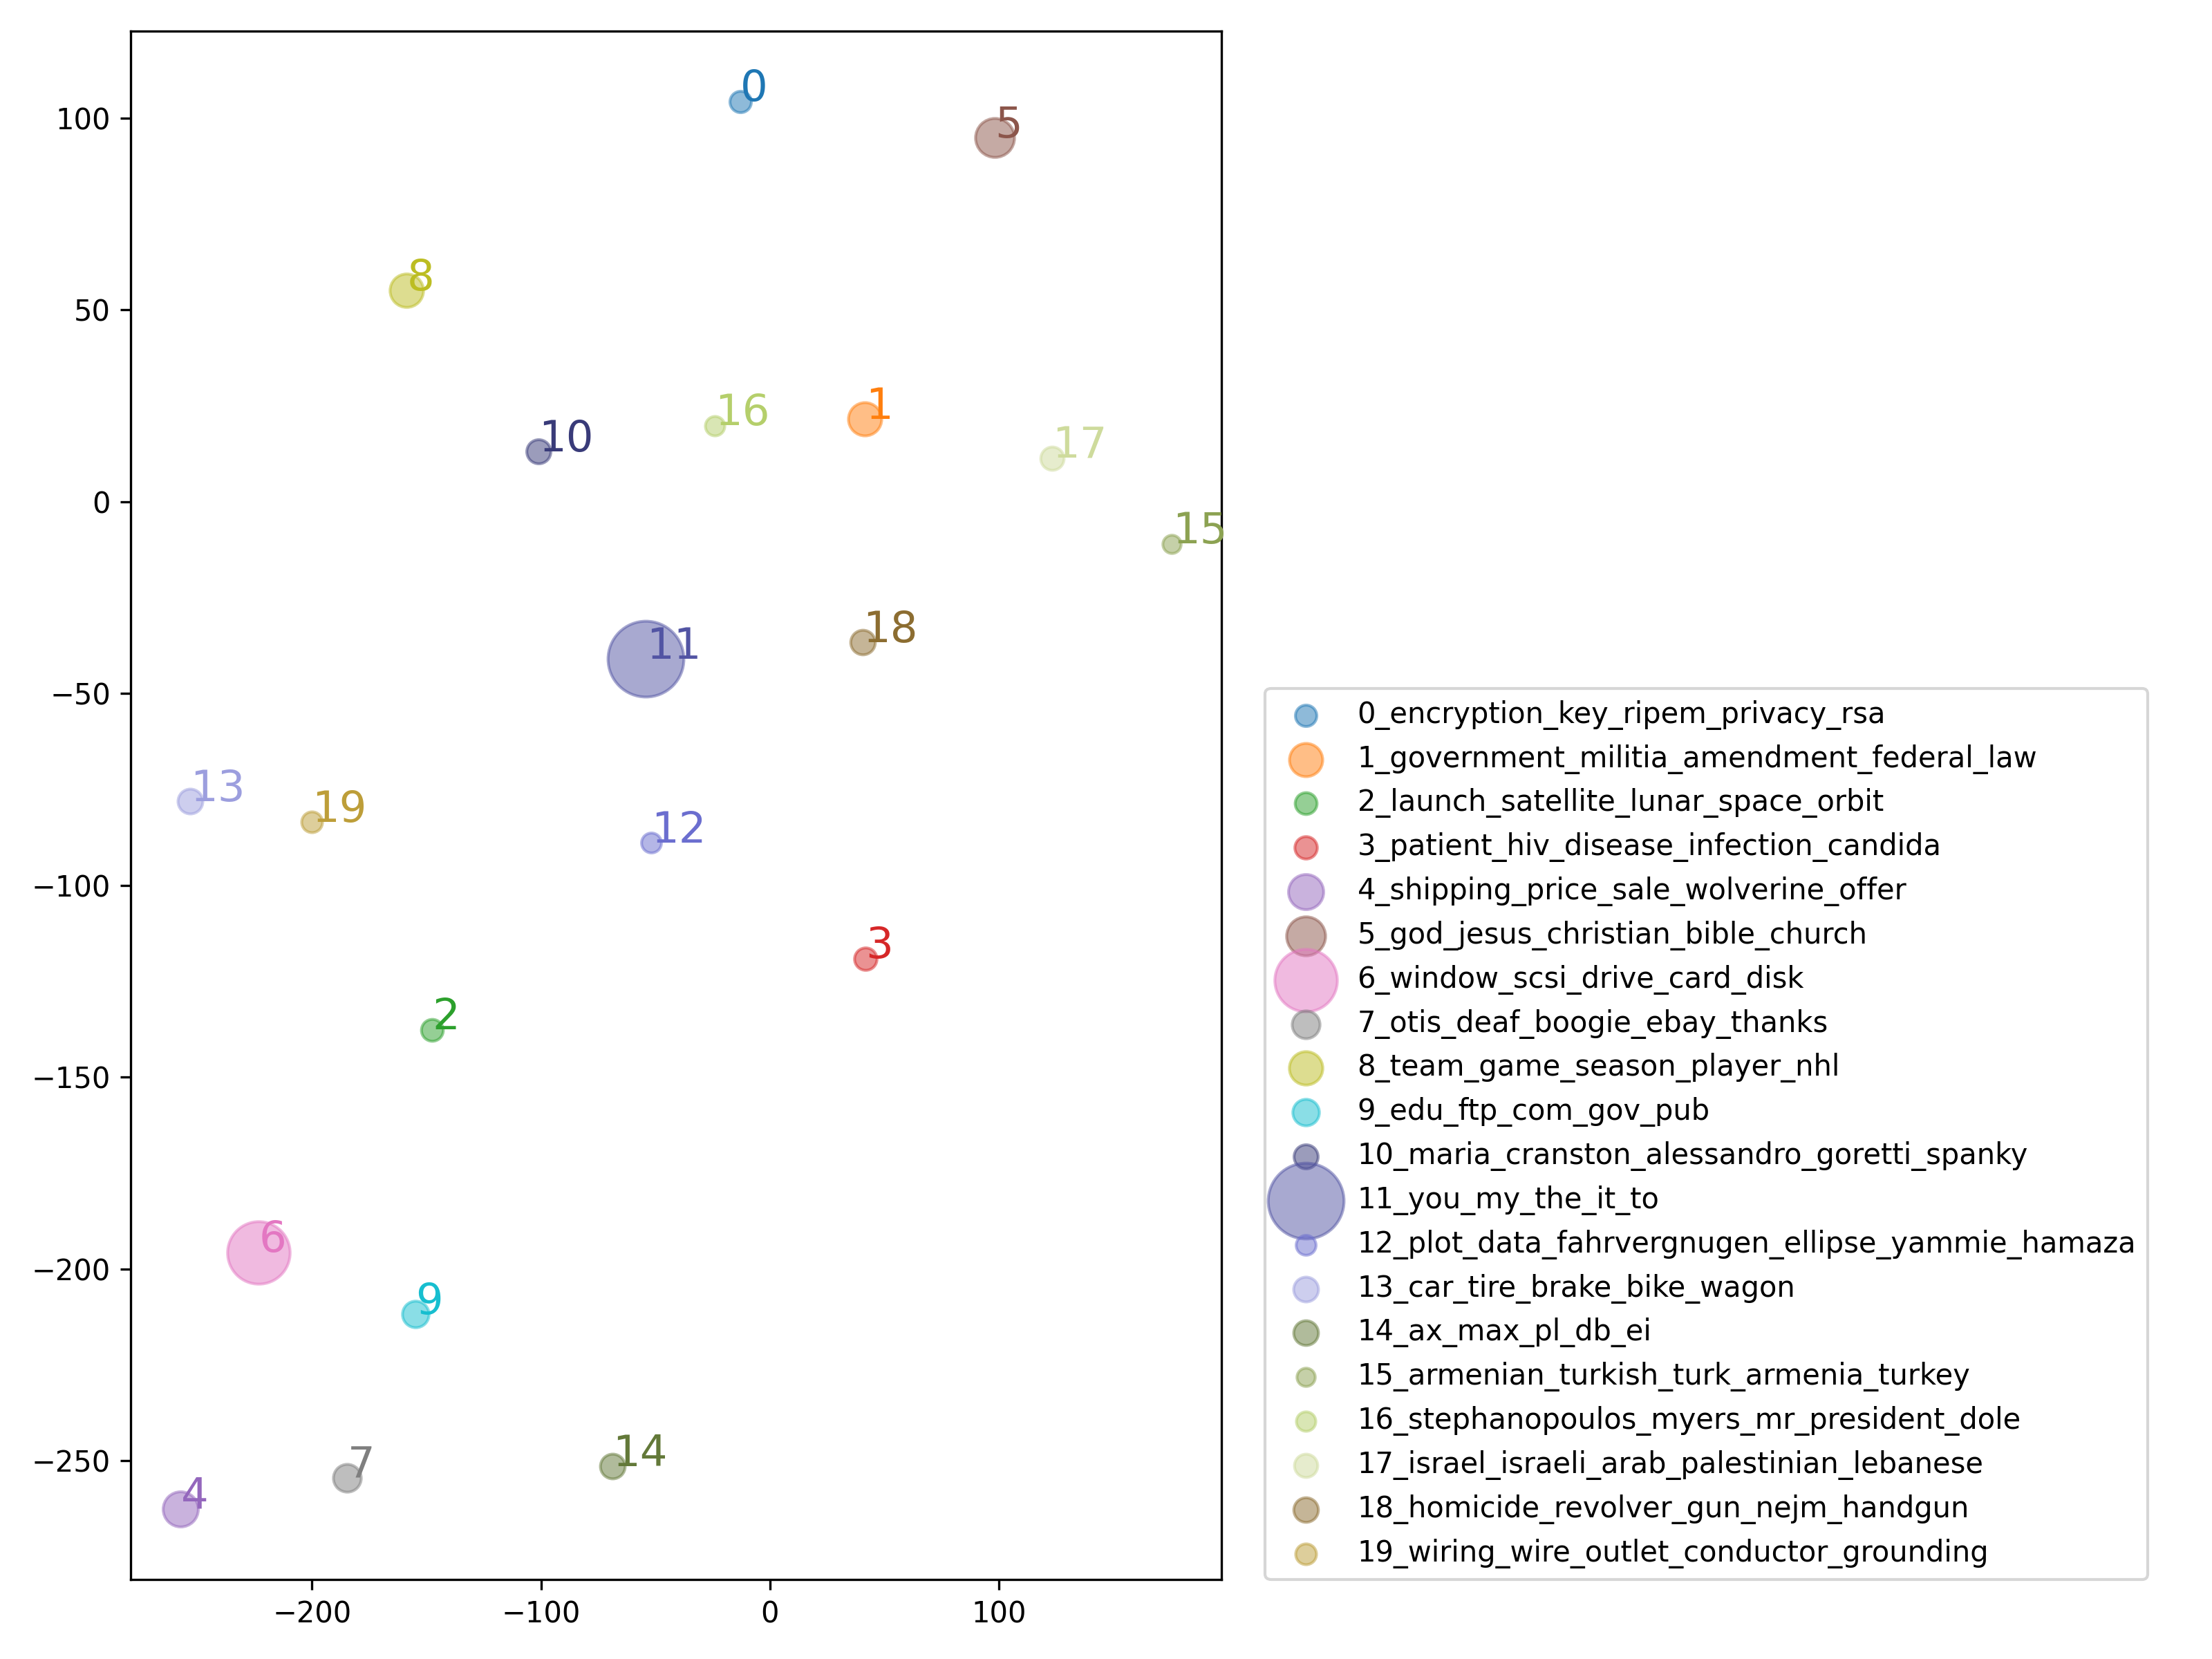 0
5
100
8
50
16
1
10
17
0
15
18
11
−50
13
19
12
−100
3
2
−150
6
−200
9
14
7
−250
4
−200
−100
0
100
0_encryption_key_ripem_privacy_rsa
1_government_militia_amendment_federal_law
2_launch_satellite_lunar_space_orbit
3_patient_hiv_disease_infection_candida
4_shipping_price_sale_wolverine_offer
5_god_jesus_christian_bible_church
6_window_scsi_drive_card_disk
7_otis_deaf_boogie_ebay_thanks
8_team_game_season_player_nhl
9_edu_ftp_com_gov_pub
10_maria_cranston_alessandro_goretti_spanky
11_you_my_the_it_to
12_plot_data_fahrvergnugen_ellipse_yammie_hamaza
13_car_tire_brake_bike_wagon
14_ax_max_pl_db_ei
15_armenian_turkish_turk_armenia_turkey
16_stephanopoulos_myers_mr_president_dole
17_israel_israeli_arab_palestinian_lebanese
18_homicide_revolver_gun_nejm_handgun
19_wiring_wire_outlet_conductor_grounding